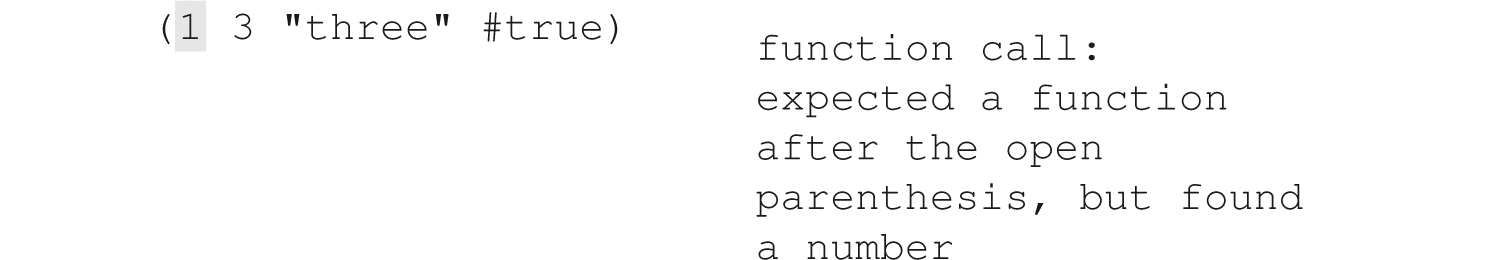 (1 3 "three" #true)
function call:
expected a function
after the open
parenthesis, but found
a number